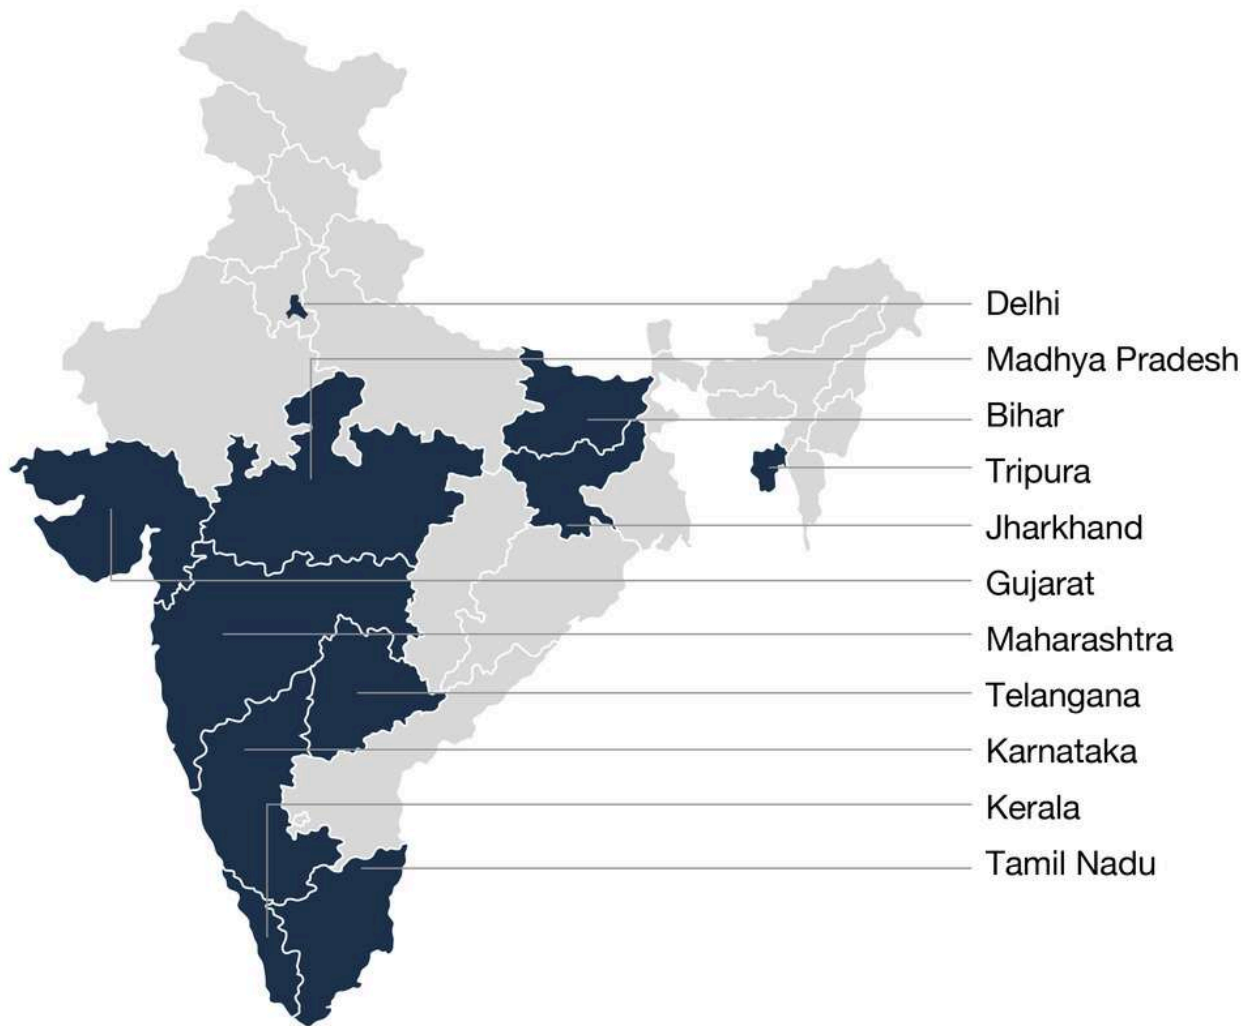 Delhi
Madhya Pradesh
Bihar
Tripura
Jharkhand
Gujarat
Maharashtra
Telangana
Karnataka
Kerala
Tamil Nadu